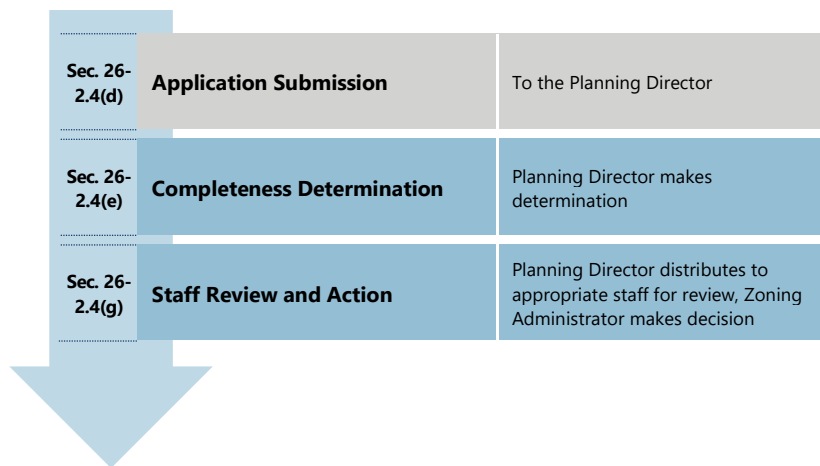 Sec. 26-
2.4(d)
Application Submission
To the Planning Director
Sec. 26-
2.4(e)
Completeness Determination
Planning Director makes
determination
Sec. 26-
2.4(g)
Staff Review and Action
Planning Director distributes to
appropriate staff for review, Zoning
Administrator makes decision